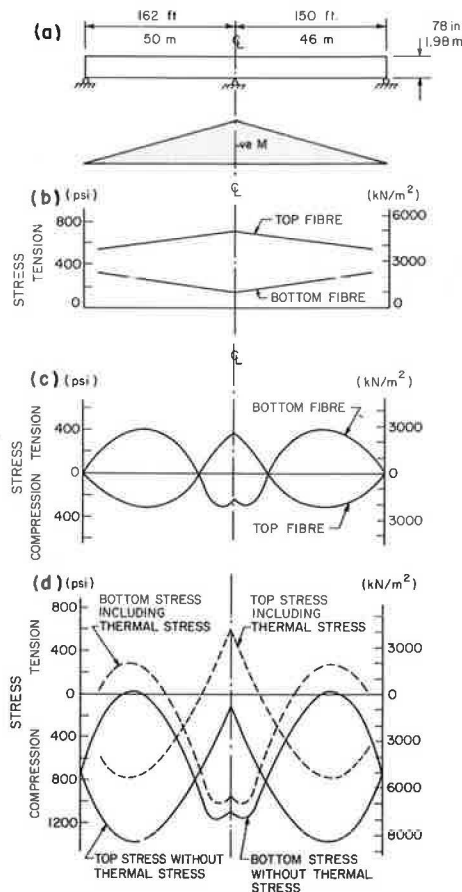 (a)
162 ft
150 ft.
50 m
℄
46 m
78 in
1.98 m
-ve M
(b) (psi)
℄
(kN/m²)
800
400
0
STRESS
TENSION
TOP FIBRE
BOTTOM FIBRE
6000
3000
1000
0
℄
(c) (psi)
(kN/m²)
BOTTOM FIBRE
400
0
400
STRESS
COMPRESSION TENSION
3000
0
3000
TOP FIBRE
(d) (psi)
(kN/m²)
BOTTOM STRESS
INCLUDING
THERMAL STRESS
TOP STRESS
INCLUDING
THERMAL STRESS
800
400
0
400
800
1200
STRESS
COMPRESSION TENSION
3000
0
3000
6000
8000
TOP STRESS WITHOUT
THERMAL STRESS
BOTTOM STRESS
WITHOUT THERMAL
STRESS